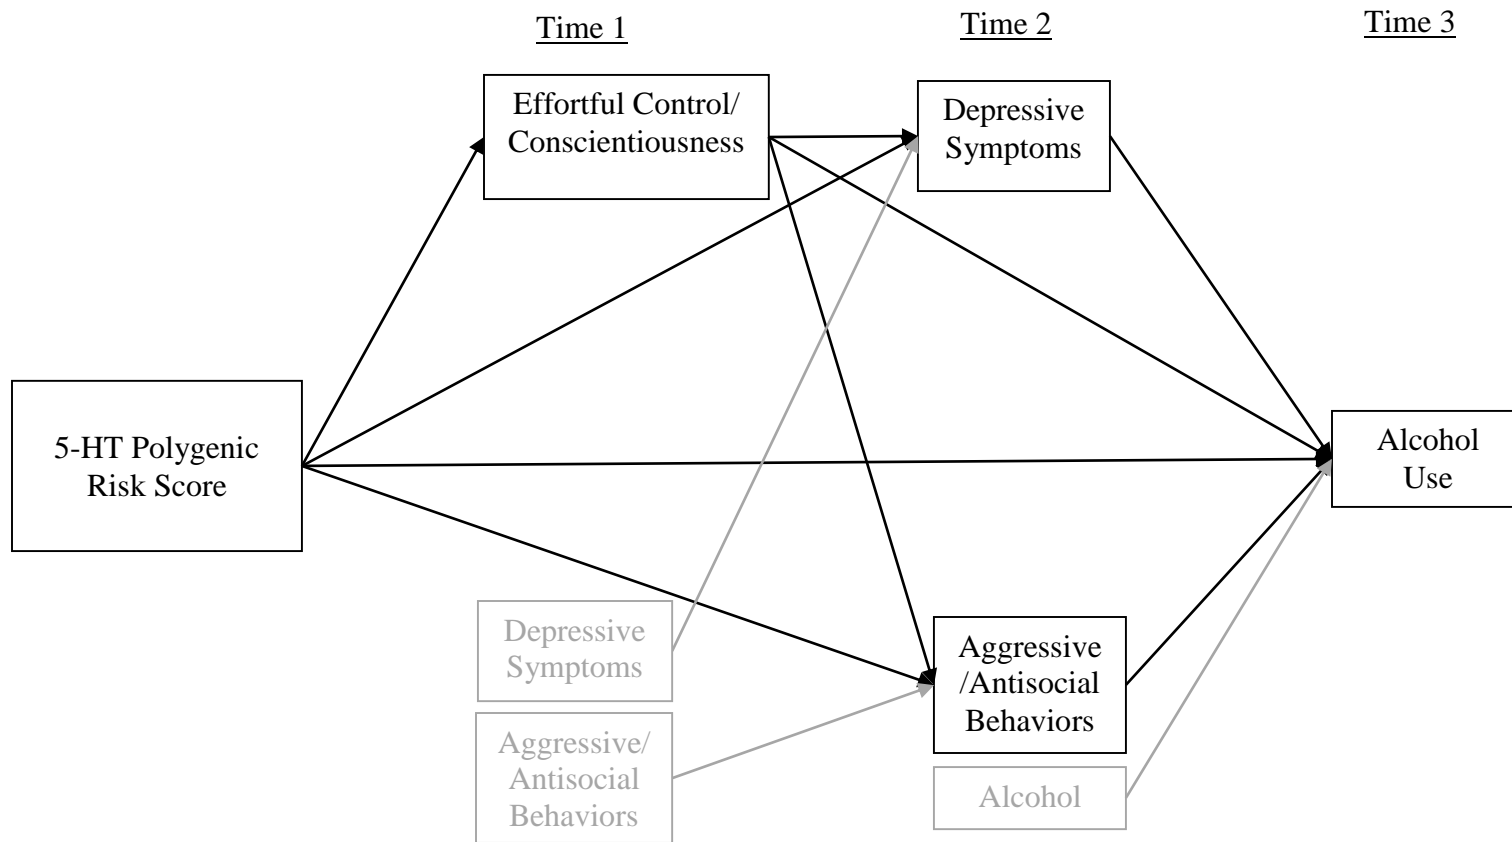 Time 1
Time 2
Time 3
Effortful Control/
Conscientiousness
Depressive
Symptoms
5-HT Polygenic
Risk Score
Alcohol
Use
Depressive
Symptoms
Aggressive
/Antisocial
Behaviors
Aggressive/
Antisocial
Behaviors
Alcohol